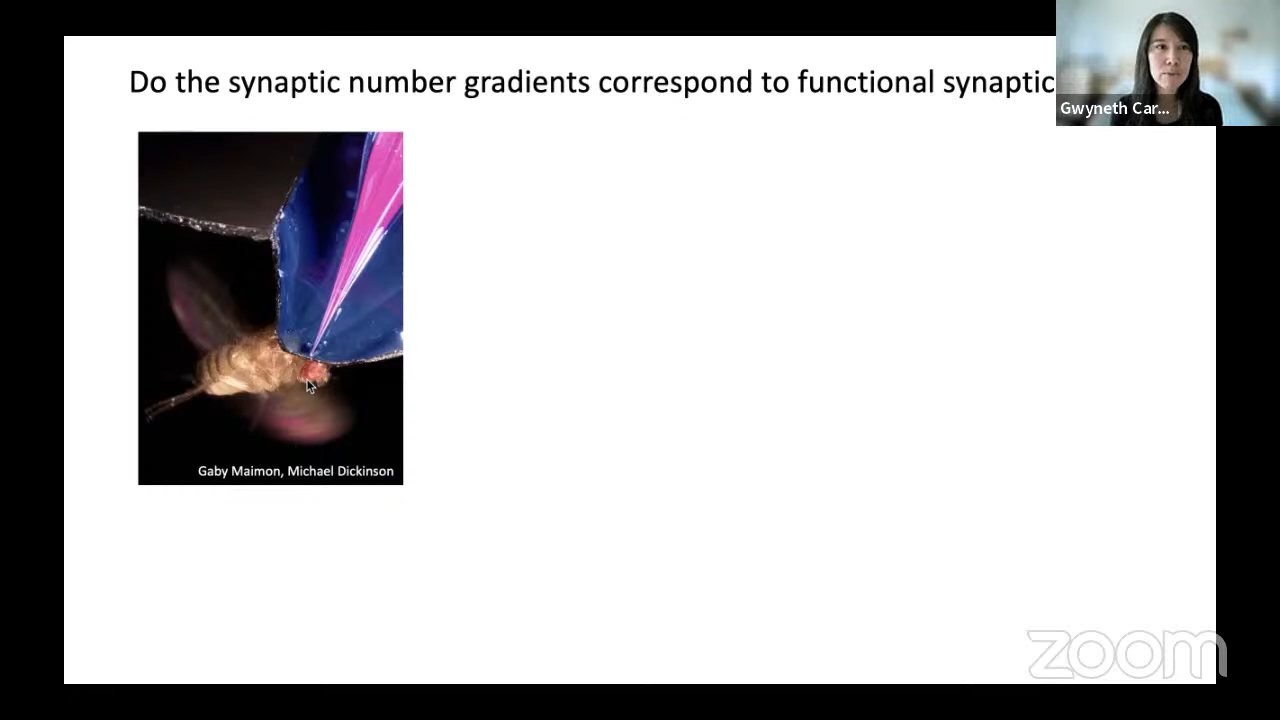 Do the synaptic number gradients correspond to functional synaptic
Gwyneth Car...
Gaby Maimon, Michael Dickinson
zoom